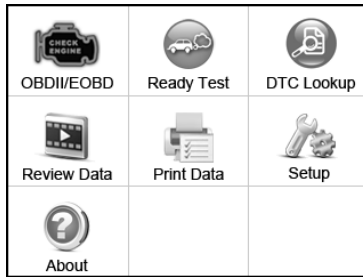 CHECK
ENGINE
OBDII/EOBD
Ready Test
DTC Lookup
Review Data
Print Data
Setup
About